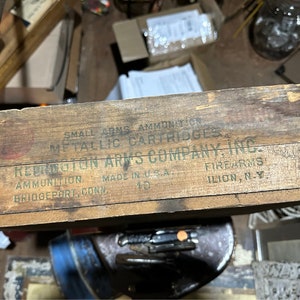 SMALL ARMS AMMUNITION
METALLIC CARTRIDGES
REMINGTON ARMS COMPANY, INC.
AMMUNITION MADE IN U.S.A. FIREARMS
BRIDGEPORT, CONN. 10 ILION, N.Y.